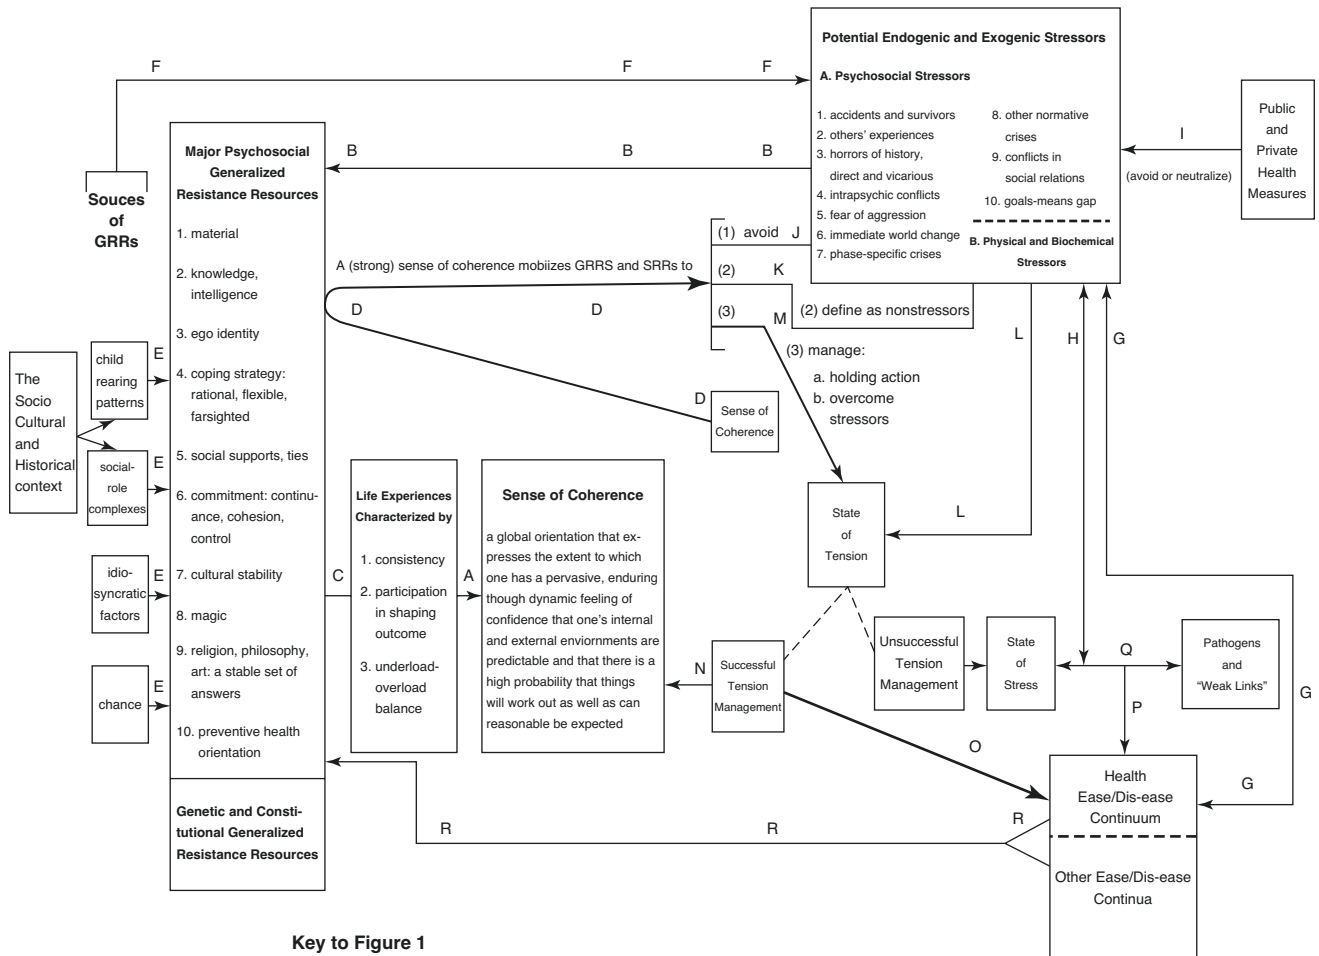 F
F
F
Potential Endogenic and Exogenic Stressors
A. Psychosocial Stressors
1. accidents and survivors
2. others' experiences
3. horrors of history,
direct and vicarious
4. intrapsychic conflicts
5. fear of aggression
6. immediate world change
7. phase-specific crises
8. other normative
crises
9. conflicts in
social relations
10. goals-means gap
B. Physical and Biochemical
Stressors
I
(avoid or neutralize)
Public
and
Private
Health
Measures
Souces
of
GRRs
B
B
B
Major Psychosocial
Generalized
Resistance Resources
1. material
2. knowledge,
intelligence
3. ego identity
4. coping strategy:
rational, flexible,
farsighted
5. social supports, ties
6. commitment: continu-
ance, cohesion,
control
7. cultural stability
8. magic
9. religion, philosophy,
art: a stable set of
answers
10. preventive health
orientation
Genetic and Consti-
tutional Generalized
Resistance Resources
A (strong) sense of coherence mobiizes GRRS and SRRs to
D
D
D
(1) avoid J
(2) K
(3) M
(2) define as nonstressors
(3) manage:
a. holding action
b. overcome
stressors
Sense of
Coherence
L
H
G
The
Socio
Cultural
and
Historical
context
child
rearing
patterns
E
social-
role
complexes
E
idio-
syncratic
factors
E
chance
E
C
Life Experiences
Characterized by
1. consistency
2. participation
in shaping
outcome
3. underload-
overload
balance
A
Sense of Coherence
a global orientation that ex-
presses the extent to which
one has a pervasive, enduring
though dynamic feeling of
confidence that one's internal
and external enviornments are
predictable and that there is a
high probability that things
will work out as well as can
reasonable be expected
State
of
Tension
L
N
Successful
Tension
Management
Unsuccessful
Tension
Management
State
of
Stress
Q
Pathogens
and
"Weak Links"
P
G
O
G
Health
Ease/Dis-ease
Continuum
Other Ease/Dis-ease
Continua
R
R
R
Key to Figure 1